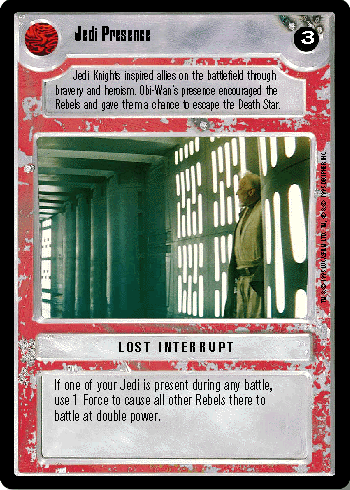 Jedi Presence
3
Jedi Knights inspired allies on the battlefield through
bravery and heroism. Obi-Wan's presence encouraged the
Rebels and gave them a chance to escape the Death Star.
LOST INTERRUPT
If one of your Jedi is present during any battle,
use 1 Force to cause all other Rebels there to
battle at double power.